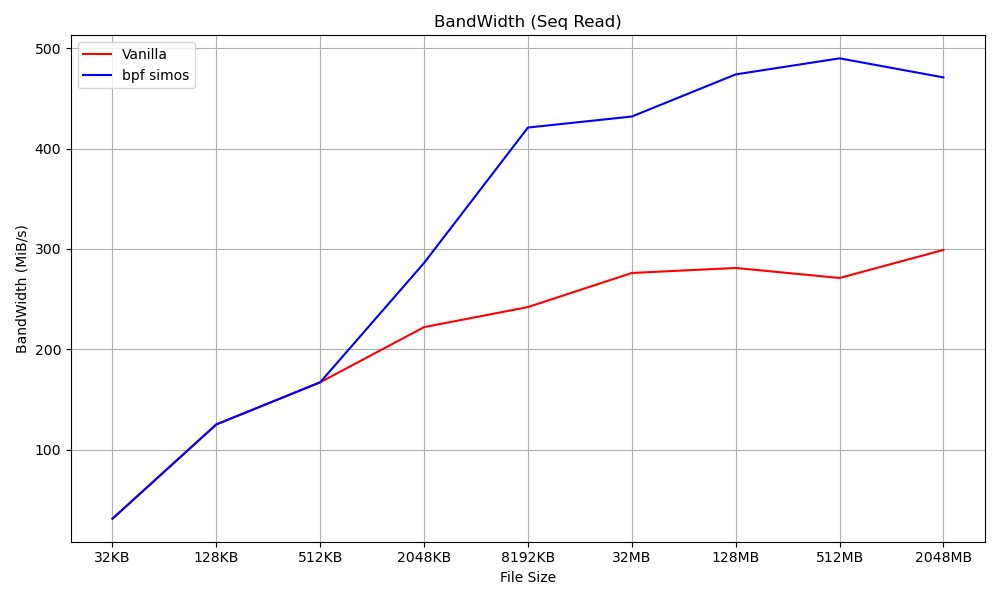 BandWidth (Seq Read)
Vanilla
bpf simos
BandWidth (MiB/s)
500
400
300
200
100
32KB 128KB 512KB 2048KB 8192KB 32MB 128MB 512MB 2048MB
File Size